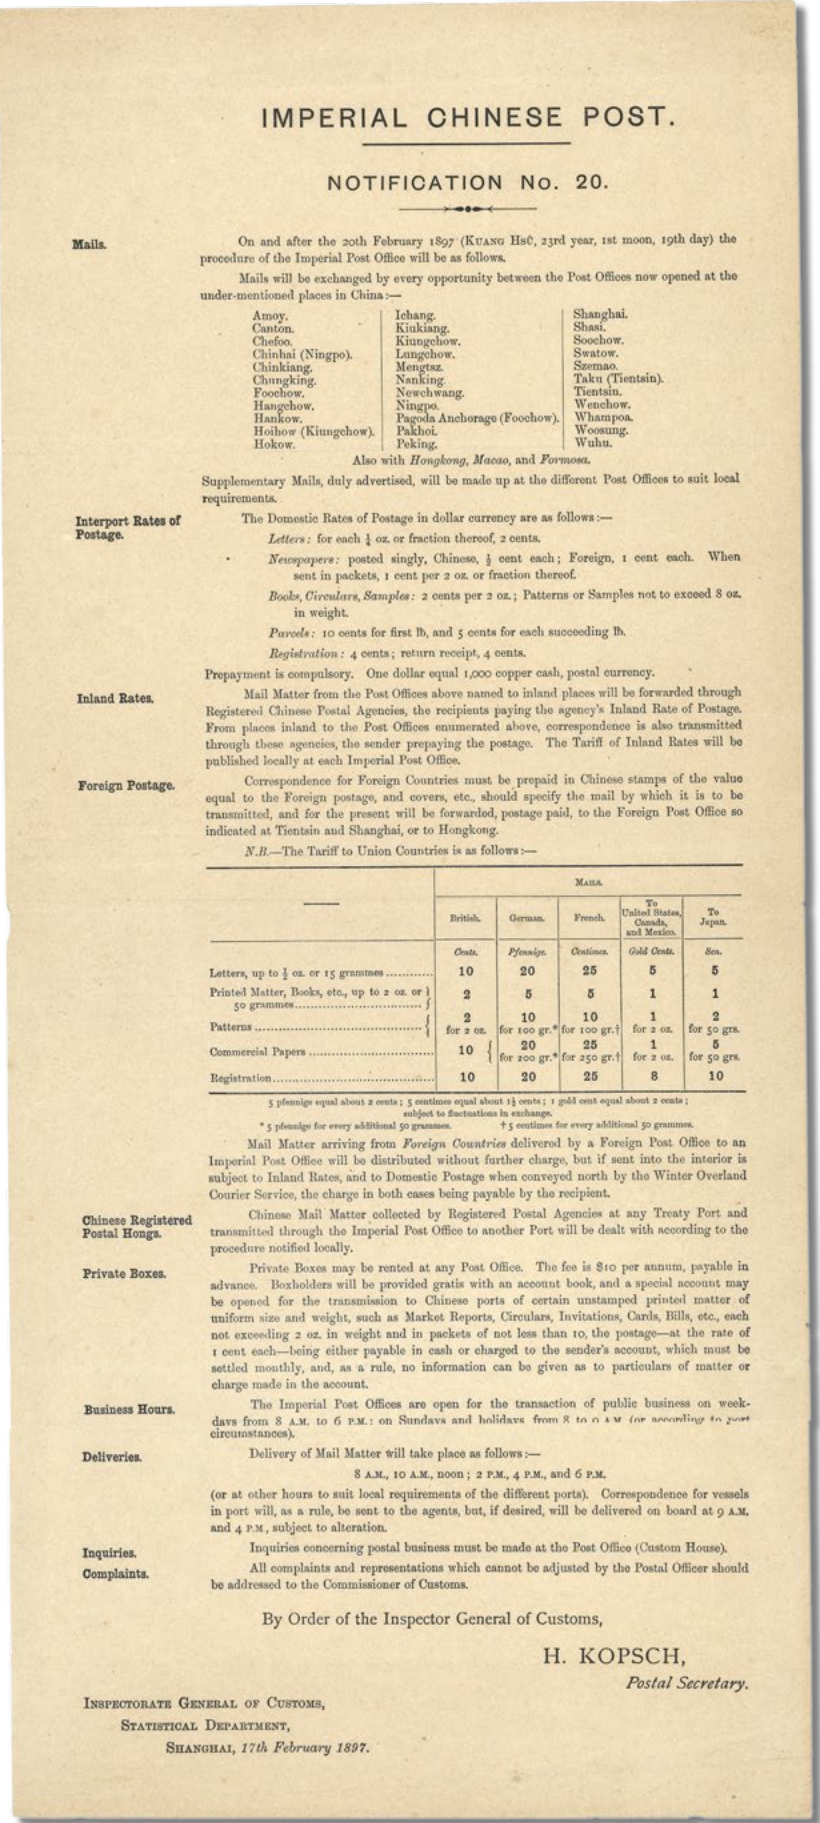 IMPERIAL CHINESE POST.
NOTIFICATION No. 20.
Mails.
On and after the 20th February 1897 (KUANG HSÜ, 23rd year, 1st moon, 19th day) the
procedure of the Imperial Post Office will be as follows.
Mails will be exchanged by every opportunity between the Post Offices now opened at the
under-mentioned places in China:—
Amoy.
Canton.
Chefoo.
Chinhai (Ningpo).
Chinkiang.
Chungking.
Foochow.
Hangchow.
Hankow.
Hoihow (Kiungchow).
Hokow.
Ichang.
Kiukiang.
Kiungchow.
Lungchow.
Mengtsz.
Nanking.
Newchwang.
Ningpo.
Pagoda Anchorage (Foochow).
Pakhoi.
Peking.
Shanghai.
Shasi.
Soochow.
Swatow.
Szemao.
Taku (Tientsin).
Tientsin.
Wenchow.
Whampoa.
Woosung.
Wuhu.
Also with Hongkong, Macao, and Formosa.
Supplementary Mails, duly advertised, will be made up at the different Post Offices to suit local
requirements.
Interport Rates of
Postage.
The Domestic Rates of Postage in dollar currency are as follows:—
Letters: for each ¼ oz. or fraction thereof, 2 cents.
Newspapers: posted singly, Chinese, ½ cent each; Foreign, 1 cent each. When
sent in packets, 1 cent per 2 oz. or fraction thereof.
Books, Circulars, Samples: 2 cents per 2 oz.; Patterns or Samples not to exceed 8 oz.
in weight.
Parcels: 10 cents for first lb, and 5 cents for each succeeding lb.
Registration: 4 cents; return receipt, 4 cents.
Prepayment is compulsory. One dollar equal 1,000 copper cash, postal currency.
Inland Rates.
Mail Matter from the Post Offices above named to inland places will be forwarded through
Registered Chinese Postal Agencies, the recipients paying the agency's Inland Rate of Postage.
From places inland to the Post Offices enumerated above, correspondence is also transmitted
through these agencies, the sender prepaying the postage. The Tariff of Inland Rates will be
published locally at each Imperial Post Office.
Foreign Postage.
Correspondence for Foreign Countries must be prepaid in Chinese stamps of the value
equal to the Foreign postage, and covers, etc., should specify the mail by which it is to be
transmitted, and for the present will be forwarded, postage paid, to the Foreign Post Office so
indicated at Tientsin and Shanghai, or to Hongkong.
N.B.—The Tariff to Union Countries is as follows:—
MAILS.
British. German. French. To United States, Canada, and Mexico. To Japan.
Cents. Pfennige. Centimes. Gold Cents. Sen.
Letters, up to ½ oz. or 15 grammes 10 20 25 5 5
Printed Matter, Books, etc., up to 2 oz. or
50 grammes 2 5 5 1 1
Patterns 2 for 2 oz. 10 for 100 gr.* 10 for 100 gr.† 1 for 2 oz. 2 for 50 grs.
Commercial Papers 10 20 for 200 gr.* 25 for 250 gr.† 1 for 2 oz. 5 for 50 grs.
Registration 10 20 25 8 10
5 pfennige equal about 2 cents; 5 centimes equal about 1½ cents; 1 gold cent equal about 2 cents;
subject to fluctuations in exchange.
* 5 pfennige for every additional 50 grammes. † 5 centimes for every additional 50 grammes.
Mail Matter arriving from Foreign Countries delivered by a Foreign Post Office to an
Imperial Post Office will be distributed without further charge, but if sent into the interior is
subject to Inland Rates, and to Domestic Postage when conveyed north by the Winter Overland
Courier Service, the charge in both cases being payable by the recipient.
Chinese Registered
Postal Hongs.
Chinese Mail Matter collected by Registered Postal Agencies at any Treaty Port and
transmitted through the Imperial Post Office to another Port will be dealt with according to the
procedure notified locally.
Private Boxes.
Private Boxes may be rented at any Post Office. The fee is $10 per annum, payable in
advance. Boxholders will be provided gratis with an account book, and a special account may
be opened for the transmission to Chinese ports of certain unstamped printed matter of
uniform size and weight, such as Market Reports, Circulars, Invitations, Cards, Bills, etc., each
not exceeding 2 oz. in weight and in packets of not less than 10, the postage—at the rate of
1 cent each—being either payable in cash or charged to the sender's account, which must be
settled monthly, and, as a rule, no information can be given as to particulars of matter or
charge made in the account.
Business Hours.
The Imperial Post Offices are open for the transaction of public business on week-
days from 8 A.M. to 6 P.M.: on Sundays and holidays from 8 to 9 A.M. (or according to port
circumstances).
Deliveries.
Delivery of Mail Matter will take place as follows:—
8 A.M., 10 A.M., noon; 2 P.M., 4 P.M., and 6 P.M.
(or at other hours to suit local requirements of the different ports). Correspondence for vessels
in port will, as a rule, be sent to the agents, but, if desired, will be delivered on board at 9 A.M.
and 4 P.M., subject to alteration.
Inquiries.
Inquiries concerning postal business must be made at the Post Office (Custom House).
Complaints.
All complaints and representations which cannot be adjusted by the Postal Officer should
be addressed to the Commissioner of Customs.
By Order of the Inspector General of Customs,
H. KOPSCH,
Postal Secretary.
INSPECTORATE GENERAL OF CUSTOMS,
STATISTICAL DEPARTMENT,
SHANGHAI, 17th February 1897.